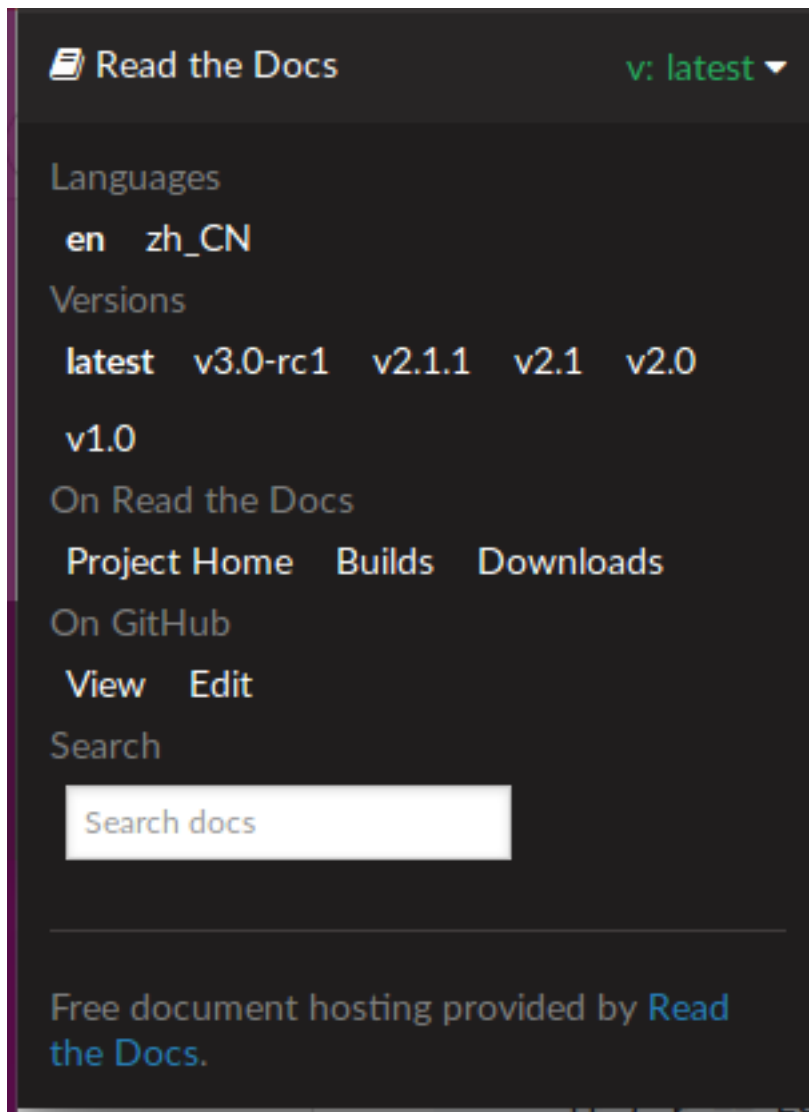 Read the Docs v: latest
Languages
en zh_CN
Versions
latest v3.0-rc1 v2.1.1 v2.1 v2.0
v1.0
On Read the Docs
Project Home Builds Downloads
On GitHub
View Edit
Search
Search docs
Free document hosting provided by Read
the Docs.